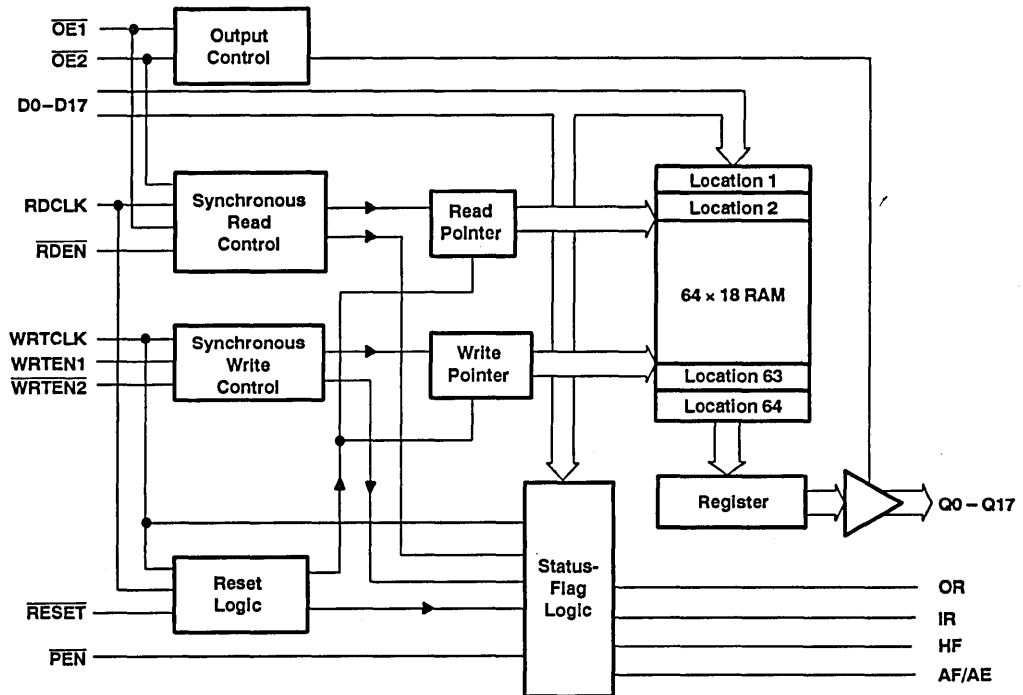 OE1
OE2
Output
Control
D0–D17
RDCLK
RDEN
Synchronous
Read
Control
Read
Pointer
Location 1
Location 2
64 × 18 RAM
Location 63
Location 64
WRTCLK
WRTEN1
WRTEN2
Synchronous
Write
Control
Write
Pointer
Register
Q0 – Q17
RESET
PEN
Reset
Logic
Status-
Flag
Logic
OR
IR
HF
AF/AE